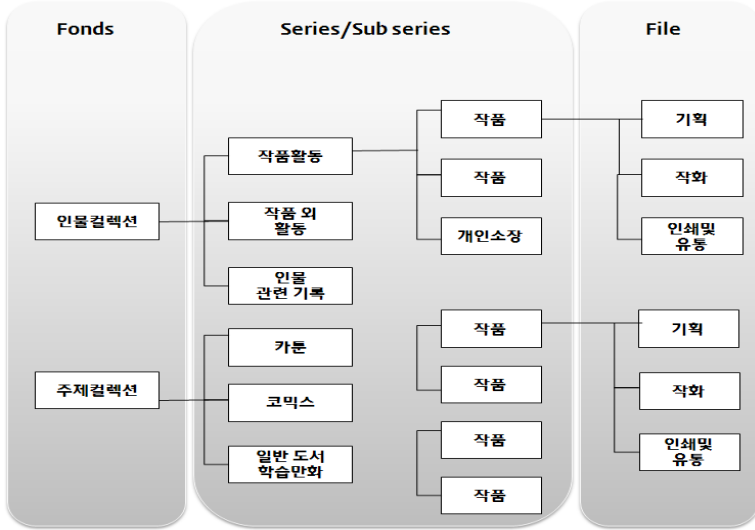 Fonds
Series/Sub series
File
인물컬렉션
주제컬렉션
작품활동
작품 외
활동
인물
관련 기록
카툰
코믹스
일반 도서
학습만화
작품
작품
개인소장
작품
작품
작품
작품
기획
작화
인쇄및
유통
기획
작화
인쇄및
유통